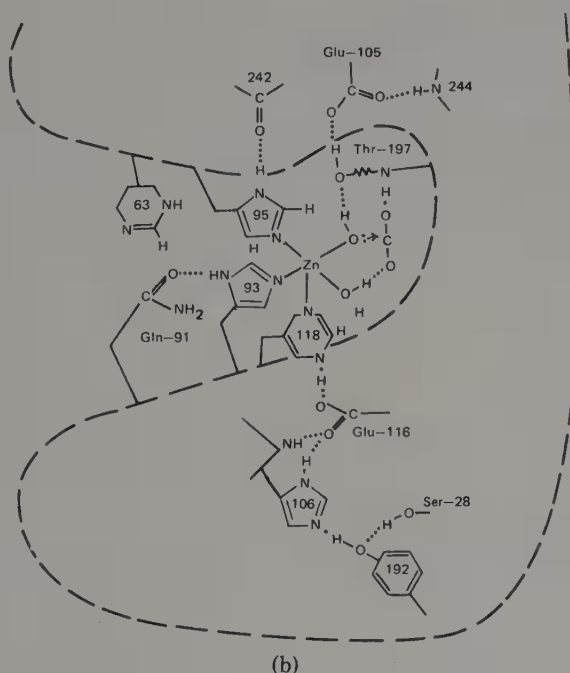 Glu-105
242
C
C
O
H-N
244
O
O
H
Thr-197
H
O
N
H
N
H
63
NH
95
H
H
O
N
H
N
O
C
H
Zn
O
O
HN
93
N
O
H
C
H
NH2
N
Gln-91
118
H
N
H
O
C
NH
O
Glu-116
H
N
Ser-28
106
O
H
N
H
O
192
(b)